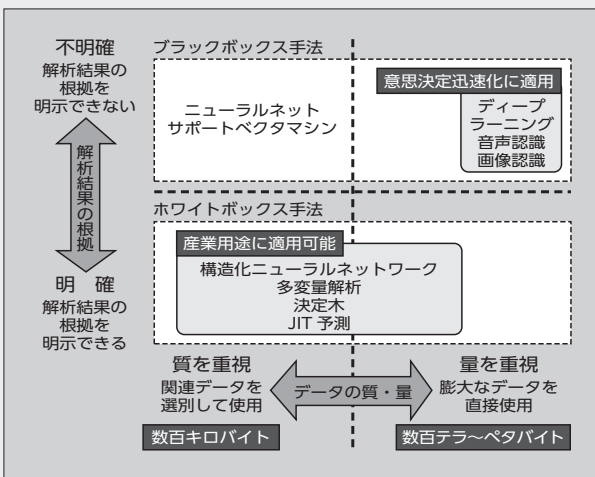 不明確
解析結果の
根拠を
明示できない
解析結果の根拠
明　確
解析結果の
根拠を
明示できる
ブラックボックス手法
ニューラルネット
サポートベクタマシン
意思決定迅速化に適用
ディープ
ラーニング
音声認識
画像認識
ホワイトボックス手法
産業用途に適用可能
構造化ニューラルネットワーク
多変量解析
決定木
JIT 予測
質を重視
関連データを
選別して使用
数百キロバイト
データの質・量
量を重視
膨大なデータを
直接使用
数百テラ〜ペタバイト